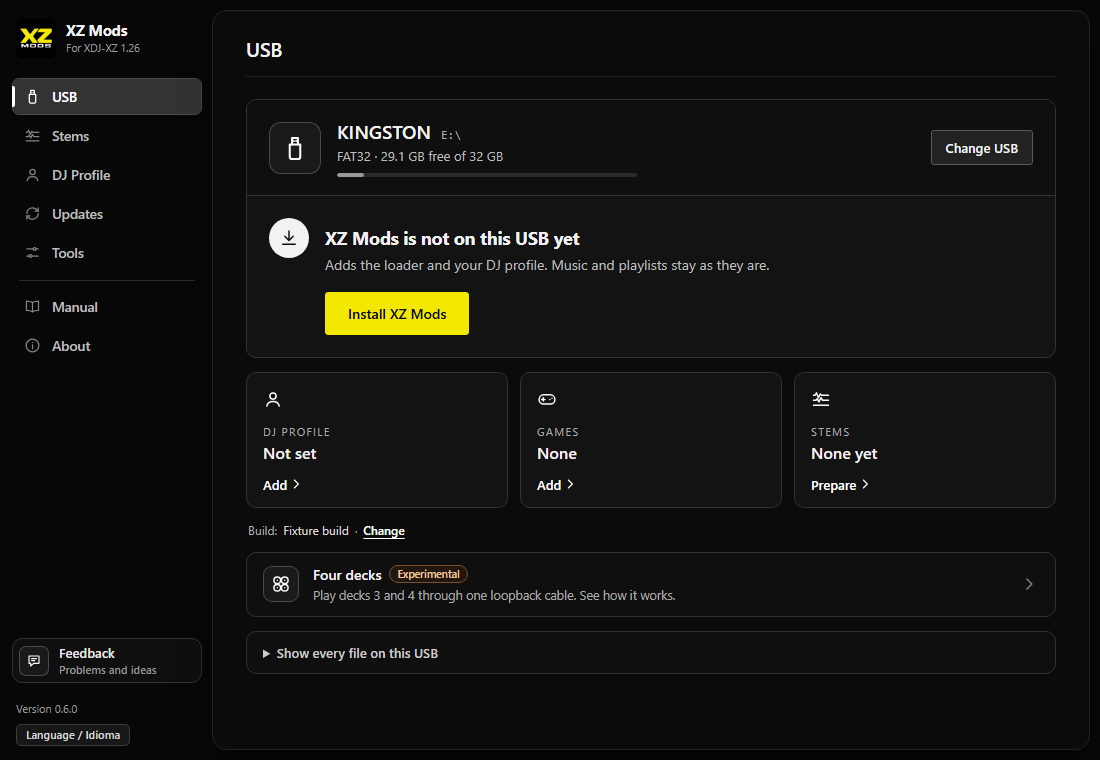 XZ MODS
XZ Mods
For XDJ-XZ 1.26
USB
Stems
DJ Profile
Updates
Tools
Manual
About
Feedback
Problems and ideas
Version 0.6.0
Language / Idioma
USB
KINGSTON E:\
FAT32 · 29.1 GB free of 32 GB
Change USB
XZ Mods is not on this USB yet
Adds the loader and your DJ profile. Music and playlists stay as they are.
Install XZ Mods
DJ PROFILE
Not set
Add
GAMES
None
Add
STEMS
None yet
Prepare
Build: Fixture build · Change
Four decks Experimental
Play decks 3 and 4 through one loopback cable. See how it works.
Show every file on this USB